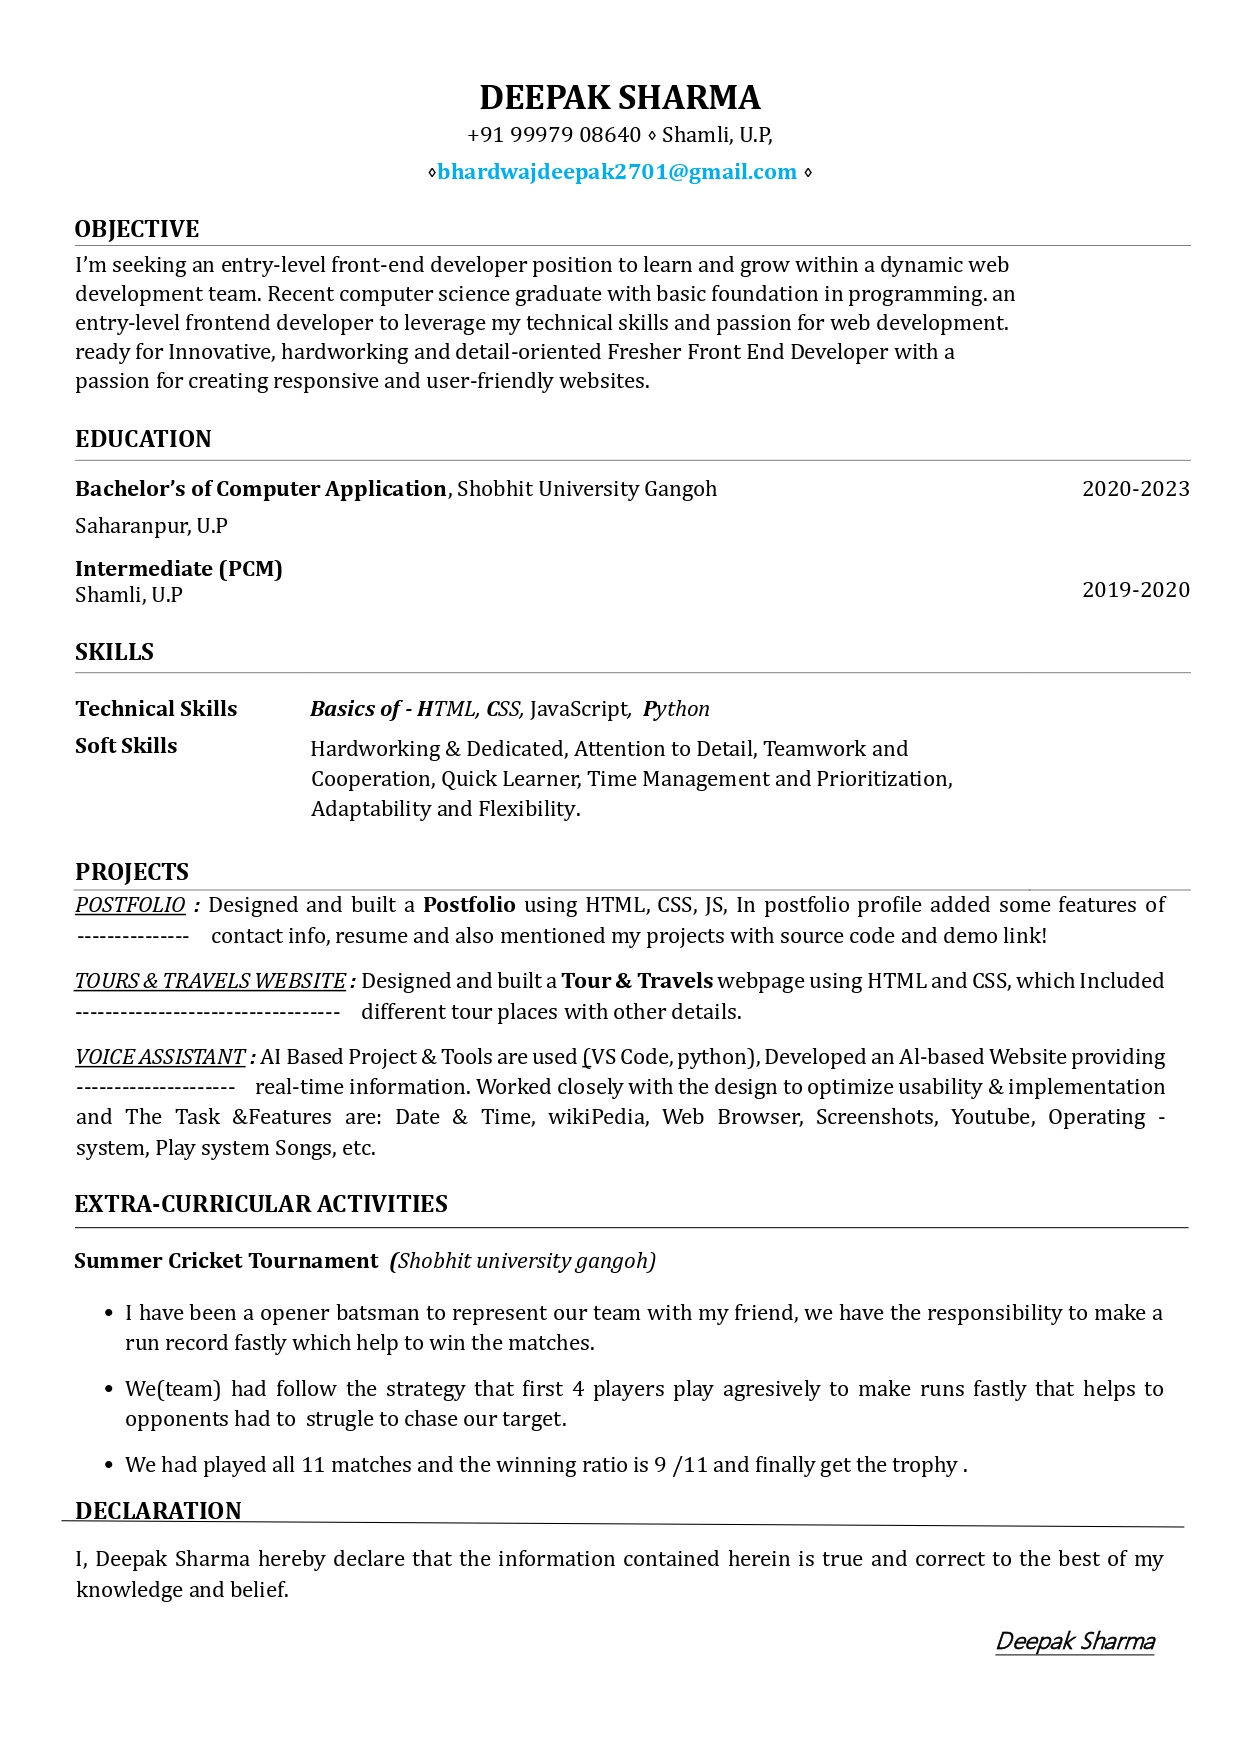 DEEPAK SHARMA
+91 99979 08640 ◊ Shamli, U.P,
◊bhardwajdeepak2701@gmail.com ◊
OBJECTIVE
I’m seeking an entry-level front-end developer position to learn and grow within a dynamic web
development team. Recent computer science graduate with basic foundation in programming. an
entry-level frontend developer to leverage my technical skills and passion for web development.
ready for Innovative, hardworking and detail-oriented Fresher Front End Developer with a
passion for creating responsive and user-friendly websites.
EDUCATION
Bachelor’s of Computer Application, Shobhit University Gangoh 2020-2023
Saharanpur, U.P
Intermediate (PCM)
Shamli, U.P 2019-2020
SKILLS
Technical Skills Basics of - HTML, CSS, JavaScript, Python
Soft Skills Hardworking & Dedicated, Attention to Detail, Teamwork and
Cooperation, Quick Learner, Time Management and Prioritization,
Adaptability and Flexibility.
PROJECTS
POSTFOLIO : Designed and built a Postfolio using HTML, CSS, JS, In postfolio profile added some features of
--------------- contact info, resume and also mentioned my projects with source code and demo link!
TOURS & TRAVELS WEBSITE : Designed and built a Tour & Travels webpage using HTML and CSS, which Included
----------------------------------- different tour places with other details.
VOICE ASSISTANT : AI Based Project & Tools are used (VS Code, python), Developed an Al-based Website providing
--------------------- real-time information. Worked closely with the design to optimize usability & implementation
and The Task &Features are: Date & Time, wikiPedia, Web Browser, Screenshots, Youtube, Operating -
system, Play system Songs, etc.
EXTRA-CURRICULAR ACTIVITIES
Summer Cricket Tournament (Shobhit university gangoh)
• I have been a opener batsman to represent our team with my friend, we have the responsibility to make a
run record fastly which help to win the matches.
• We(team) had follow the strategy that first 4 players play agresively to make runs fastly that helps to
opponents had to strugle to chase our target.
• We had played all 11 matches and the winning ratio is 9 /11 and finally get the trophy .
DECLARATION
I, Deepak Sharma hereby declare that the information contained herein is true and correct to the best of my
knowledge and belief.
Deepak Sharma